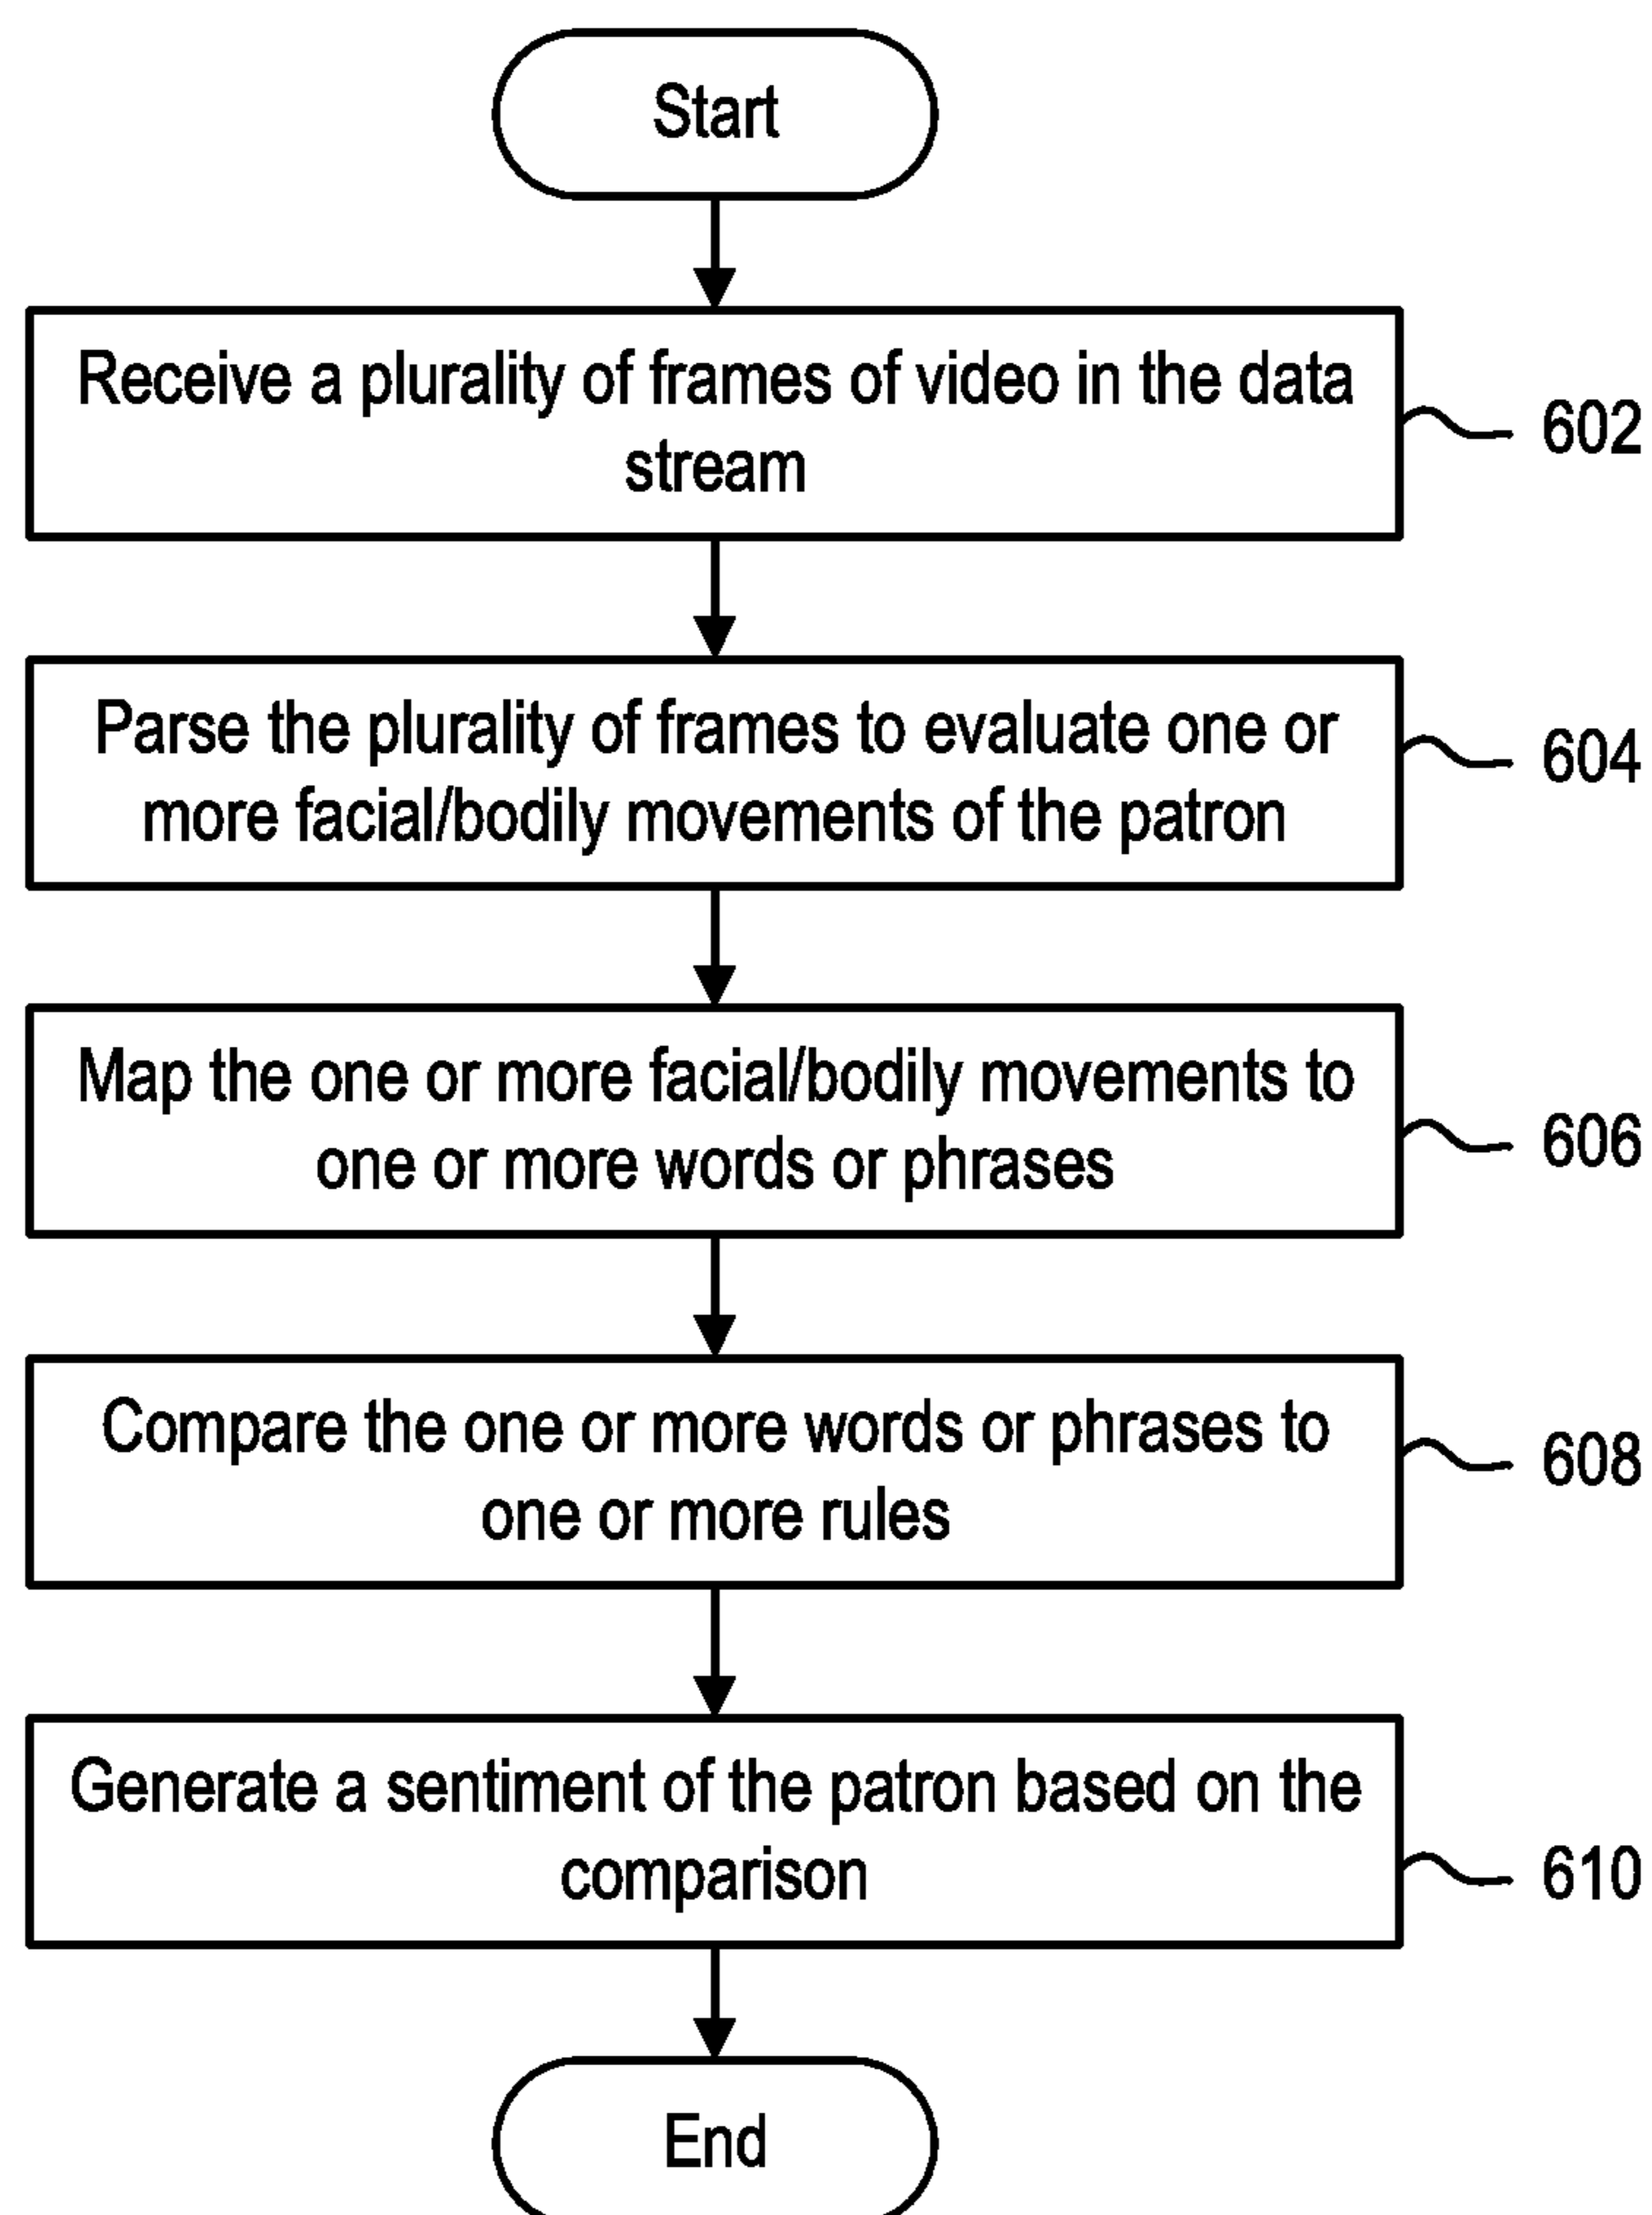 Start
Receive a plurality of frames of video in the data
stream
602
Parse the plurality of frames to evaluate one or
more facial/bodily movements of the patron
604
Map the one or more facial/bodily movements to
one or more words or phrases
606
Compare the one or more words or phrases to
one or more rules
608
Generate a sentiment of the patron based on the
comparison
610
End